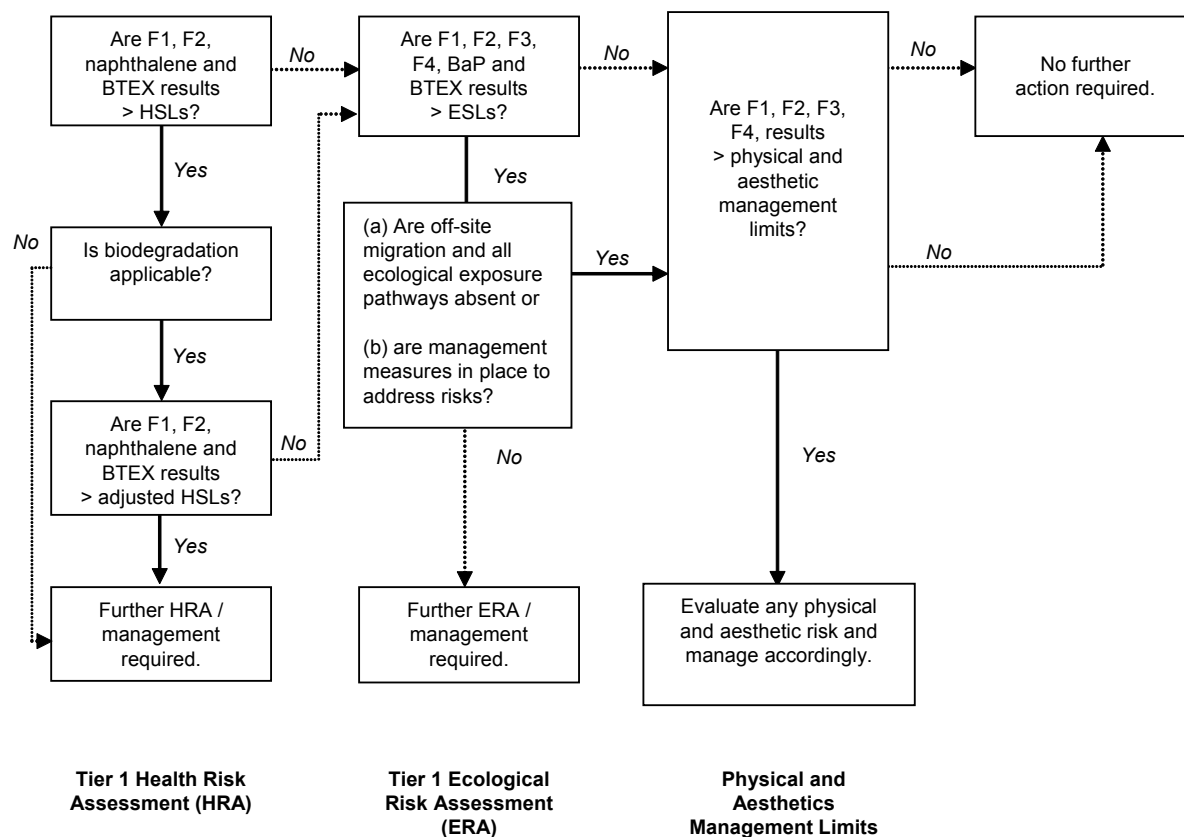 Are F1, F2,
naphthalene and
BTEX results
> HSLs?
No
Yes
Is biodegradation
applicable?
No
Yes
Are F1, F2,
naphthalene and
BTEX results
> adjusted HSLs?
No
Yes
Further HRA /
management
required.
Are F1, F2, F3,
F4, BaP and
BTEX results
> ESLs?
No
Yes
(a) Are off-site
migration and all
ecological exposure
pathways absent or
(b) are management
measures in place to
address risks?
Yes
No
Further ERA /
management
required.
Are F1, F2, F3,
F4, results
> physical and
aesthetic
management
limits?
No
No
Yes
Evaluate any physical
and aesthetic risk and
manage accordingly.
No further
action required.
Tier 1 Health Risk
Assessment (HRA)
Tier 1 Ecological
Risk Assessment
(ERA)
Physical and
Aesthetics
Management Limits